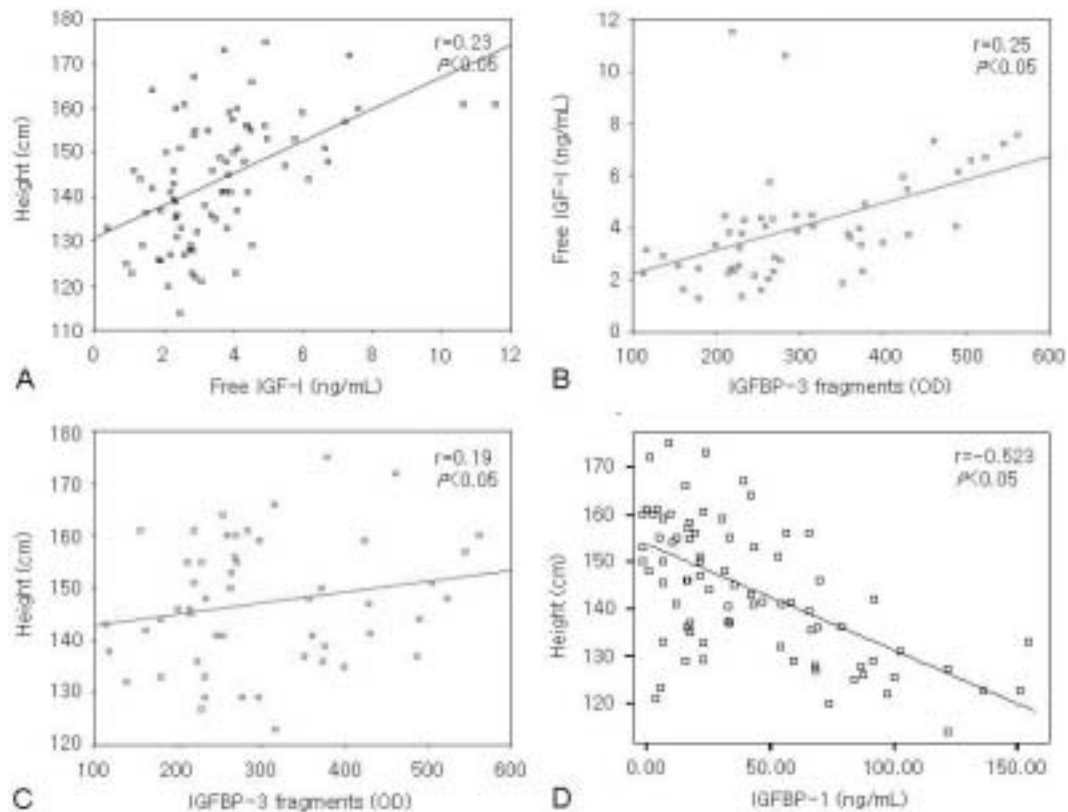 180
170
160
150
140
130
120
110
Height (cm)
r=0.23
P<0.05
0 2 4 6 8 10 12
A
Free IGF-I (ng/mL)
12
10
8
6
4
2
0
Free IGF-I (ng/mL)
r=0.25
P<0.05
100 200 300 400 500 600
B
IGFBP-3 fragments (OD)
180
170
160
150
140
130
120
Height (cm)
r=0.19
P<0.05
100 200 300 400 500 600
C
IGFBP-3 fragments (OD)
170
160
150
140
130
120
Height (cm)
r=-0.523
P<0.05
0.00 50.00 100.00 150.00
D
IGFBP-1 (ng/mL)